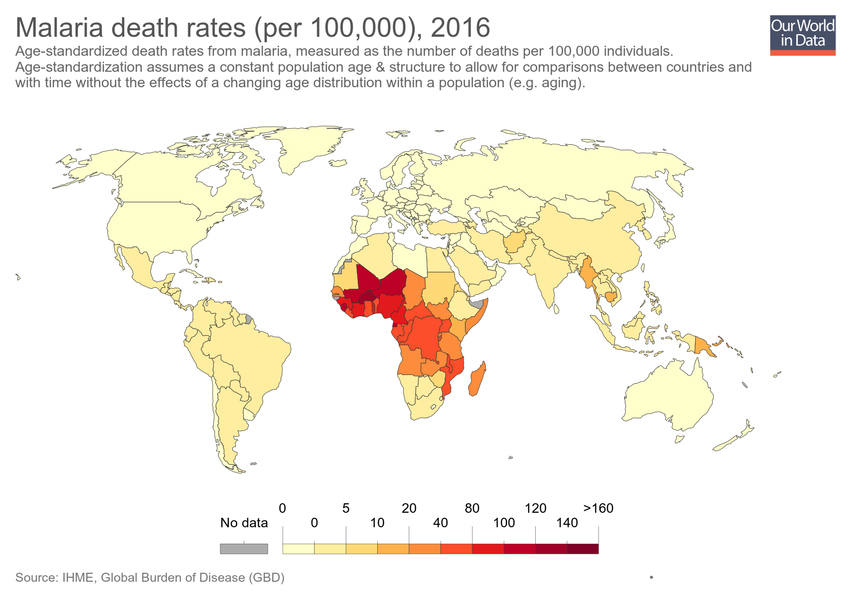 Malaria death rates (per 100,000), 2016
Our World
in Data
Age-standardized death rates from malaria, measured as the number of deaths per 100,000 individuals.
Age-standardization assumes a constant population age & structure to allow for comparisons between countries and
with time without the effects of a changing age distribution within a population (e.g. aging).
0 5 20 80 120 >160
No data 0 10 40 100 140
Source: IHME, Global Burden of Disease (GBD)